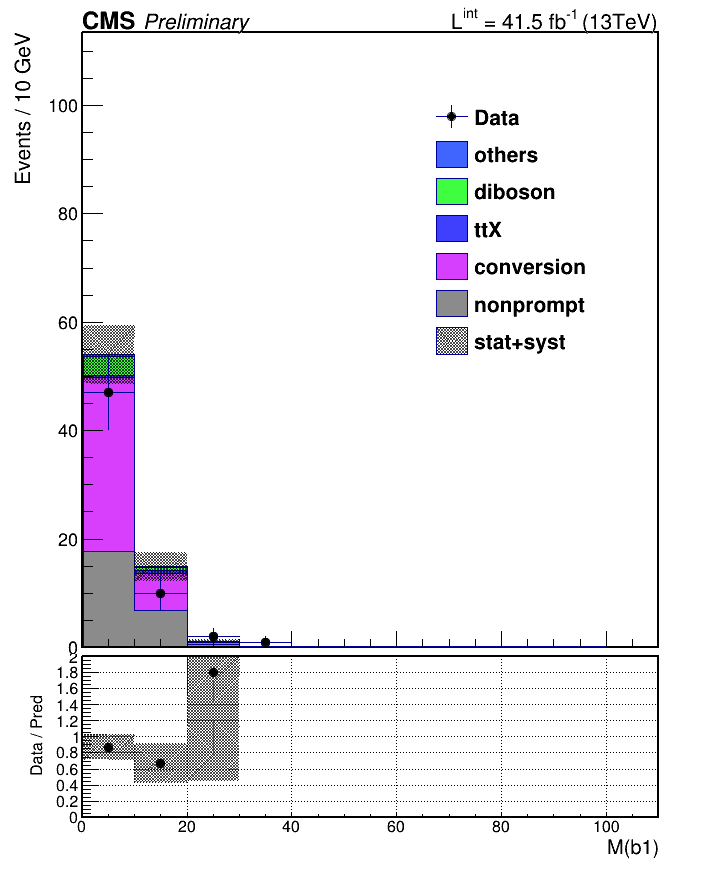 CMS Preliminary
L^int = 41.5 fb^-1 (13TeV)
Events / 10 GeV
100
80
60
40
20
0
Data
others
diboson
ttX
conversion
nonprompt
stat+syst
Data / Pred
2
1.8
1.6
1.4
1.2
1
0.8
0.6
0.4
0.2
0
0 20 40 60 80 100
M(b1)